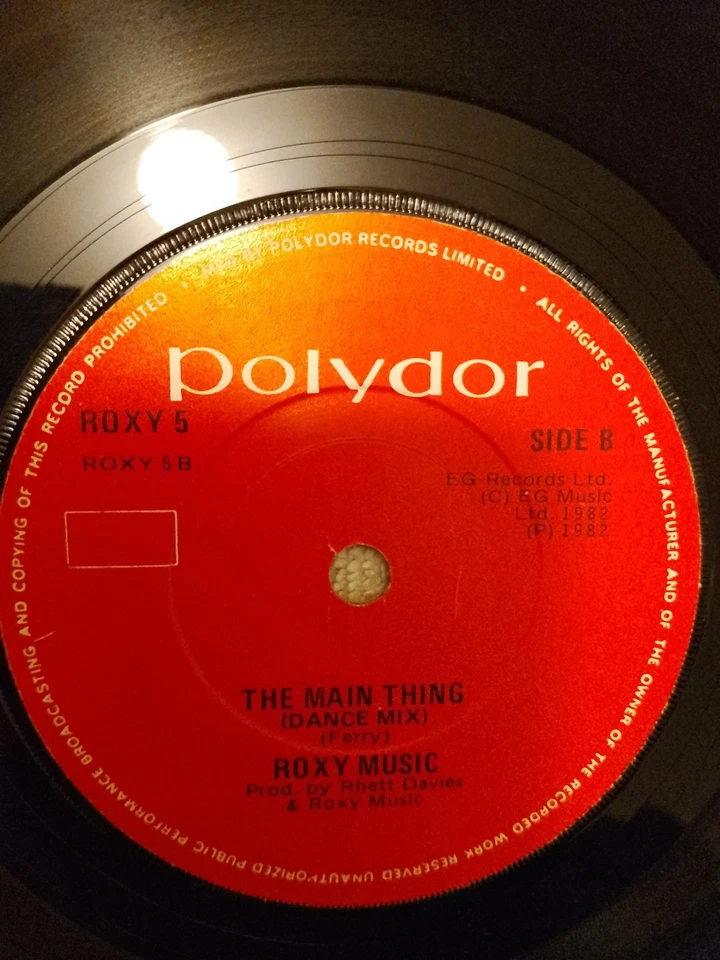 MFD BY POLYDOR RECORDS LIMITED • ALL RIGHTS OF THE MANUFACTURER AND OF THE OWNER OF THE RECORDED WORK RESERVED UNAUTHORIZED PUBLIC PERFORMANCE BROADCASTING AND COPYING OF THIS RECORD PROHIBITED •
polydor
ROXY 5
SIDE B
ROXY 5B
EG Records Ltd.
(C) EG Music
Ltd. 1982
(P) 1982
THE MAIN THING
(DANCE MIX)
(Ferry)
ROXY MUSIC
Prod. by Rhett Davies
& Roxy Music